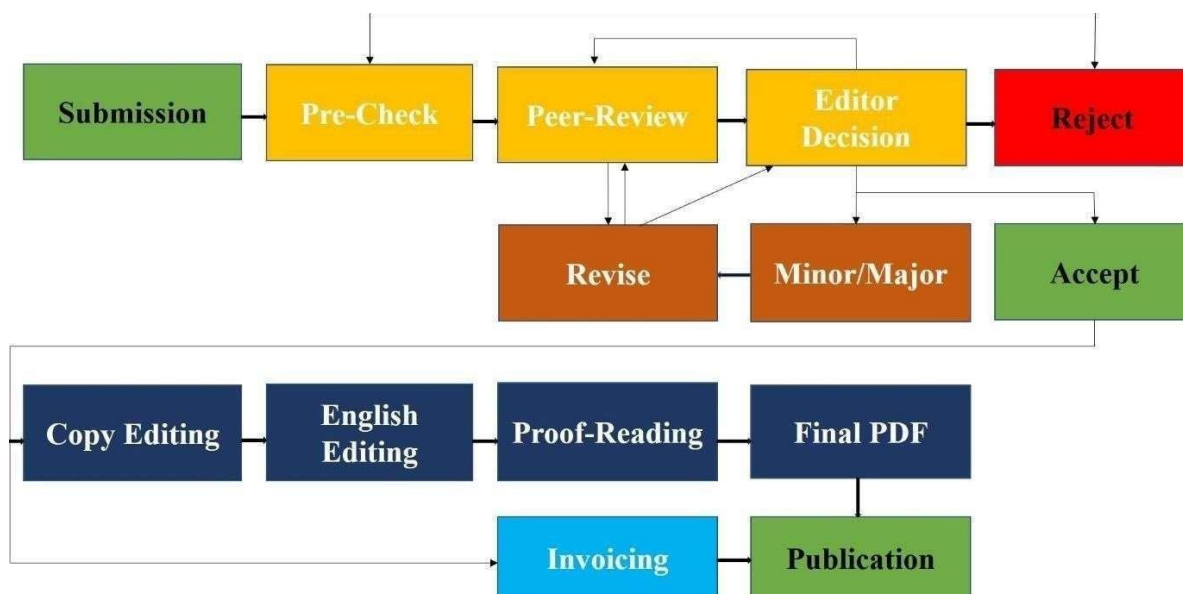 Submission
Pre-Check
Peer-Review
Editor
Decision
Reject
Revise
Minor/Major
Accept
Copy Editing
English
Editing
Proof-Reading
Final PDF
Invoicing
Publication